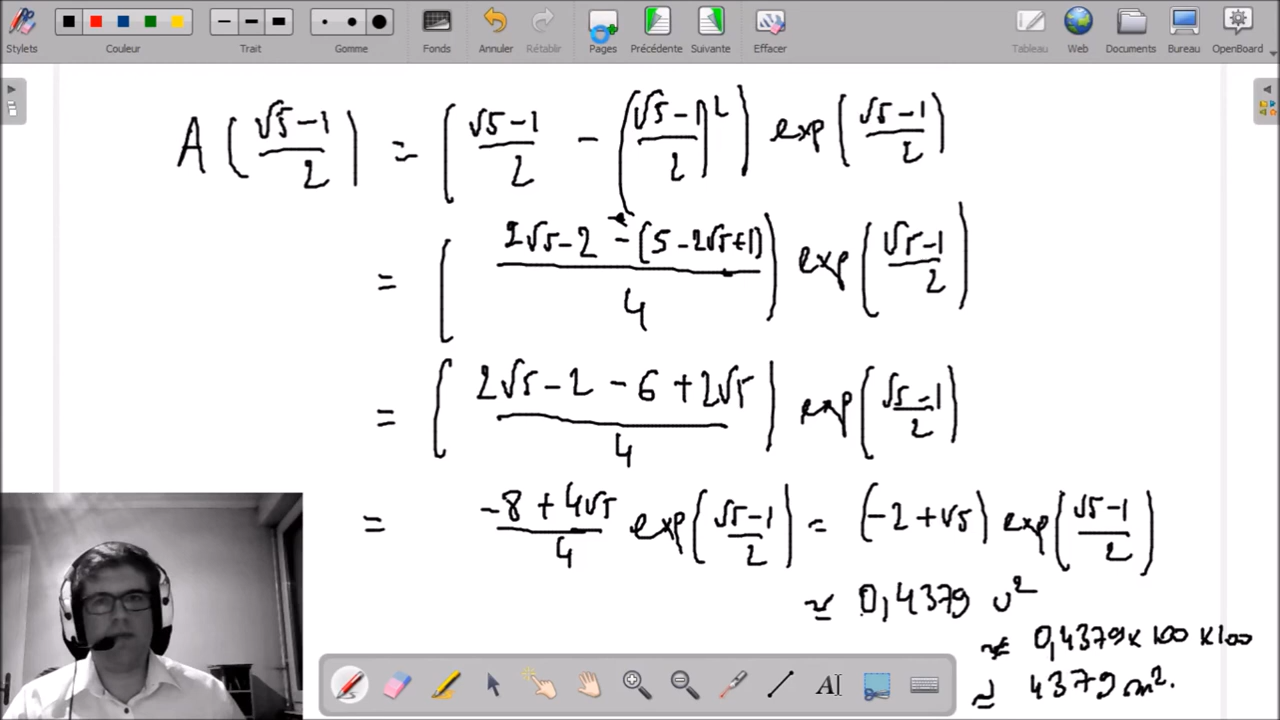 Stylets Couleur Trait Gomme Fonds Annuler Rétablir Pages Précédente Suivante Effacer Tableau Web Documents Bureau OpenBoard
A((√5-1)/2) = ((√5-1)/2 - ((√5-1)/2)²) exp((√5-1)/2)
= ((2√5-2 - (5-2√5+1))/4) exp((√5-1)/2)
= ((2√5-2-6+2√5)/4) exp((√5-1)/2)
= (-8+4√5)/4 exp((√5-1)/2) = (-2+√5) exp((√5-1)/2)
≃ 0,4379 u²
≃ 0,4379 x 100 x 100
≃ 4379 m².
AI